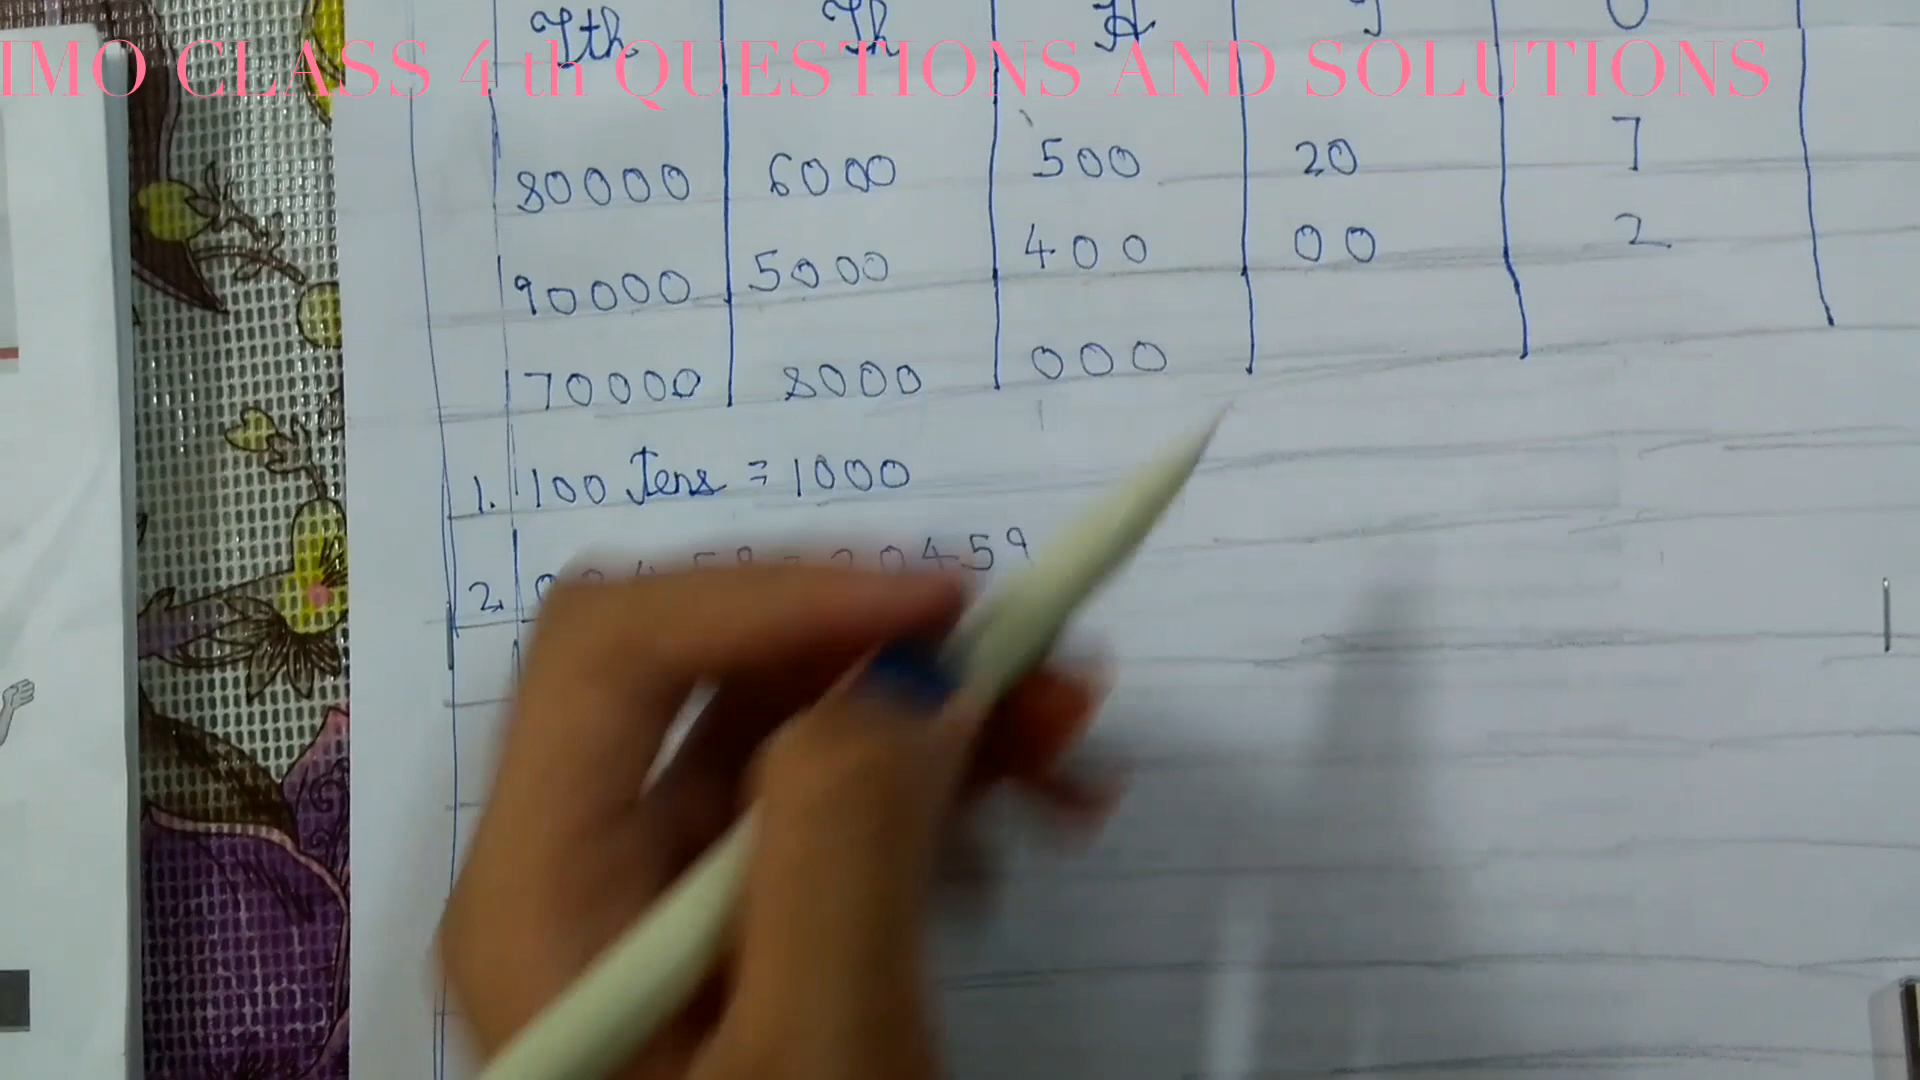 Tth Th H T O
IMO CLASS 4 th QUESTIONS AND SOLUTIONS
80000 6000 500 20 7
90000 5000 400 00 2
70000 8000 000
1. 100 Tens = 1000
2. 20459